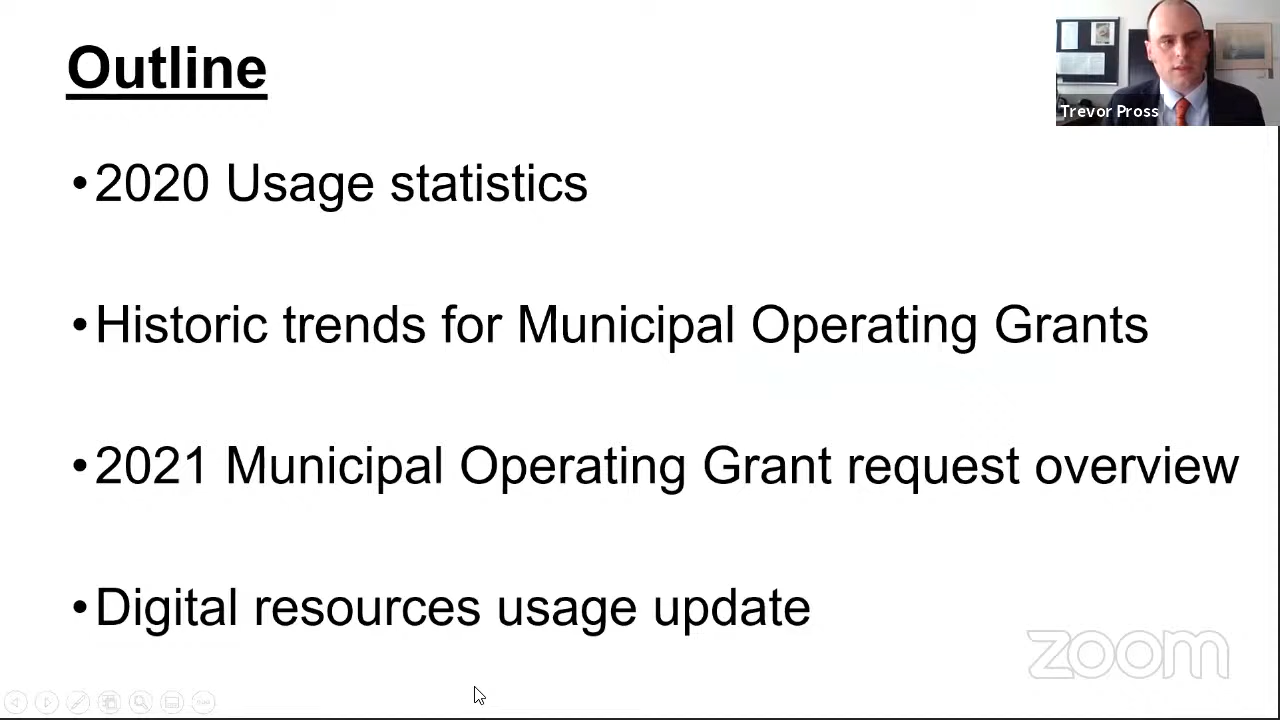 Outline
Trevor Pross
•2020 Usage statistics
•Historic trends for Municipal Operating Grants
•2021 Municipal Operating Grant request overview
•Digital resources usage update
zoom